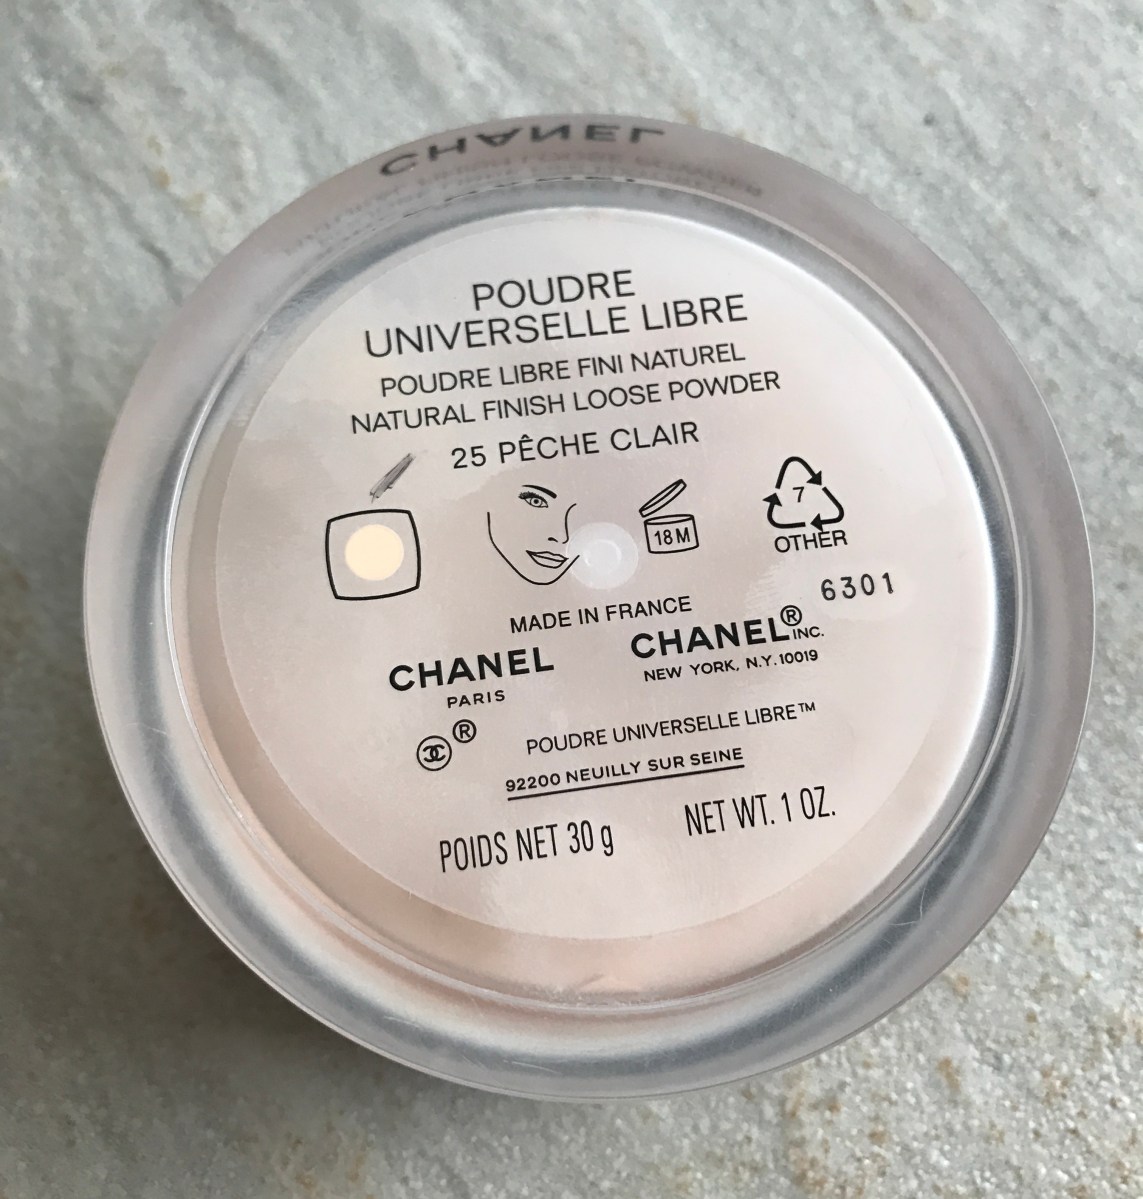 CHANEL
POUDRE
UNIVERSELLE LIBRE
POUDRE LIBRE FINI NATUREL
NATURAL FINISH LOOSE POWDER
25 PÊCHE CLAIR
18 M
7
OTHER
6301
MADE IN FRANCE
CHANEL
PARIS
CHANEL® INC.
NEW YORK, N.Y. 10019
®
POUDRE UNIVERSELLE LIBRE™
92200 NEUILLY SUR SEINE
POIDS NET 30 g
NET WT. 1 OZ.